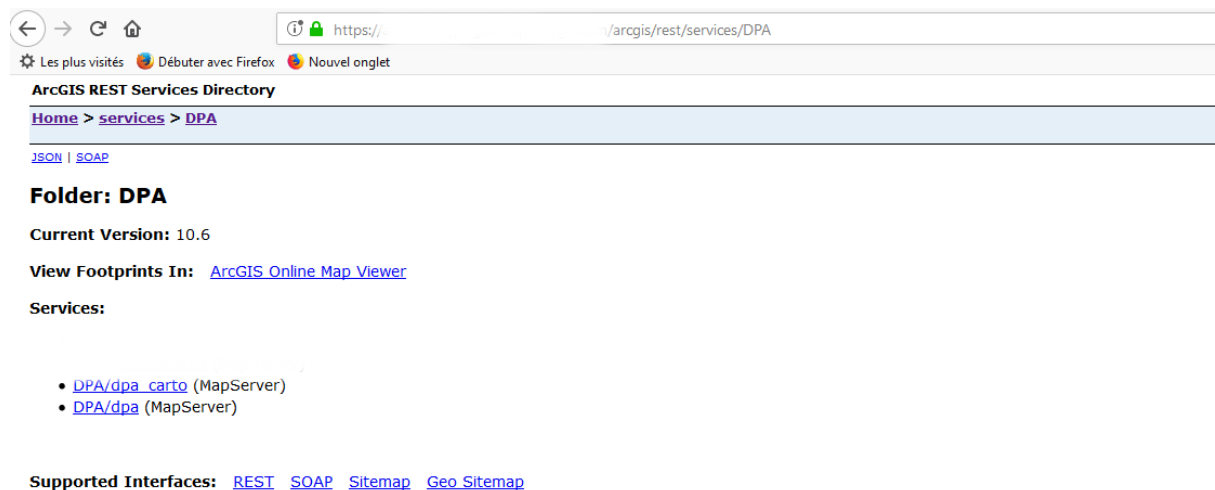 https:// /arcgis/rest/services/DPA
Les plus visités Débuter avec Firefox Nouvel onglet
ArcGIS REST Services Directory
Home > services > DPA
JSON | SOAP
Folder: DPA
Current Version: 10.6
View Footprints In: ArcGIS Online Map Viewer
Services:
• DPA/dpa_carto (MapServer)
• DPA/dpa (MapServer)
Supported Interfaces: REST SOAP Sitemap Geo Sitemap